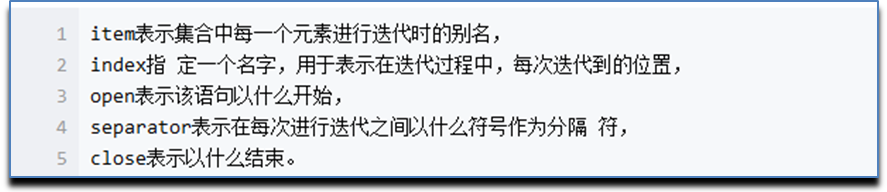 1 item表示集合中每一个元素进行迭代时的别名，
2 index指 定一个名字，用于表示在迭代过程中，每次迭代到的位置，
3 open表示该语句以什么开始，
4 separator表示在每次进行迭代之间以什么符号作为分隔 符，
5 close表示以什么结束。